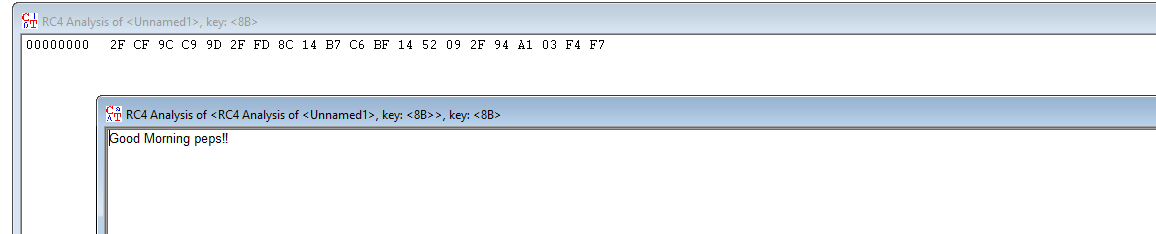 RC4 Analysis of <Unnamed1>, key: <8B>
00000000 2F CF 9C C9 9D 2F FD 8C 14 B7 C6 BF 14 52 09 2F 94 A1 03 F4 F7
RC4 Analysis of <RC4 Analysis of <Unnamed1>, key: <8B>>, key: <8B>
Good Morning peps!!